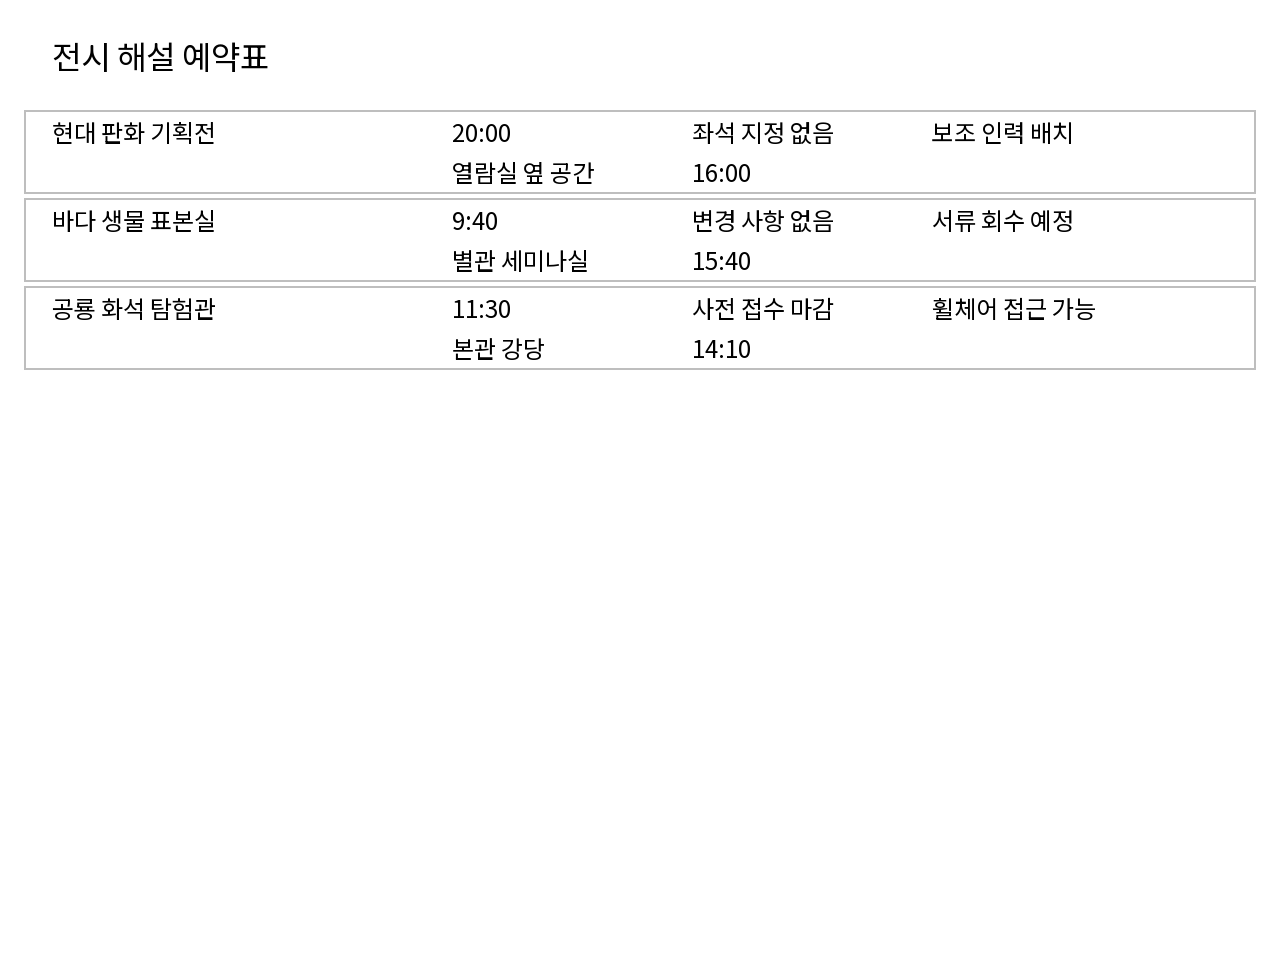 전시 해설 예약표
현대 판화 기획전 20:00 좌석 지정 없음 보조 인력 배치
열람실 옆 공간 16:00
바다 생물 표본실 9:40 변경 사항 없음 서류 회수 예정
별관 세미나실 15:40
공룡 화석 탐험관 11:30 사전 접수 마감 휠체어 접근 가능
본관 강당 14:10